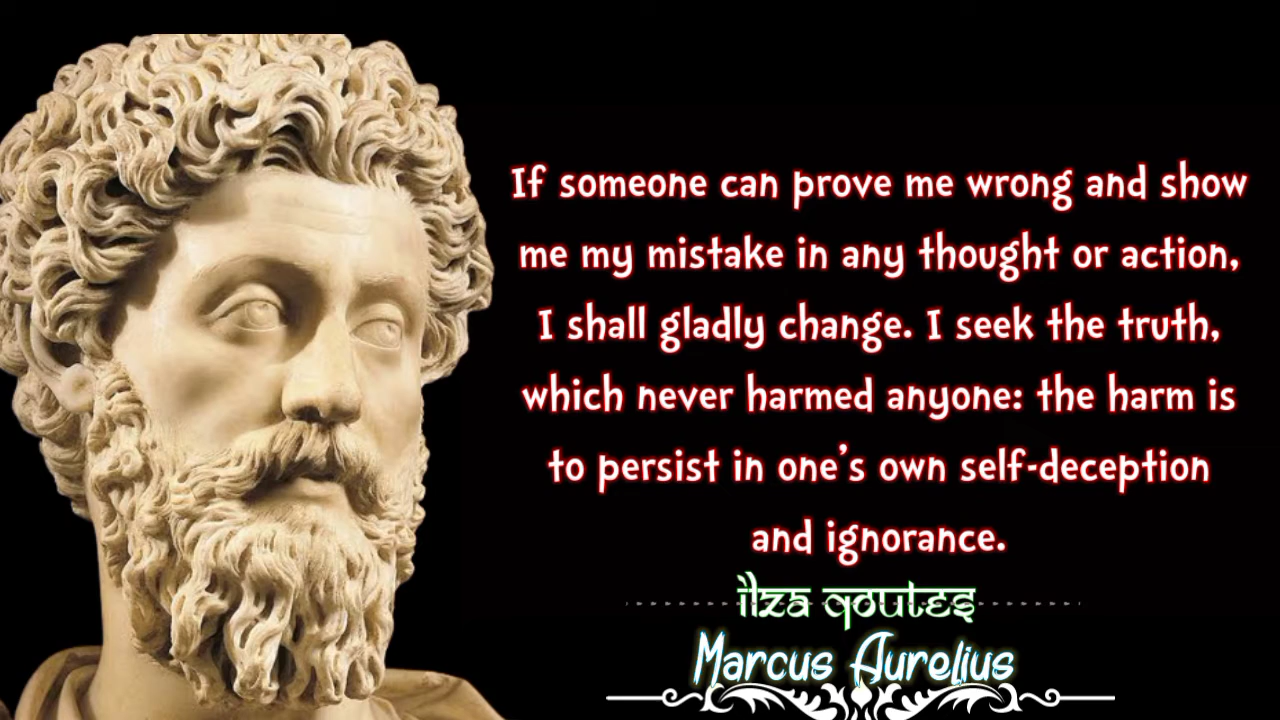 If someone can prove me wrong and show
me my mistake in any thought or action,
I shall gladly change. I seek the truth,
which never harmed anyone: the harm is
to persist in one’s own self-deception
and ignorance.
ilza qoutes
Marcus Aurelius